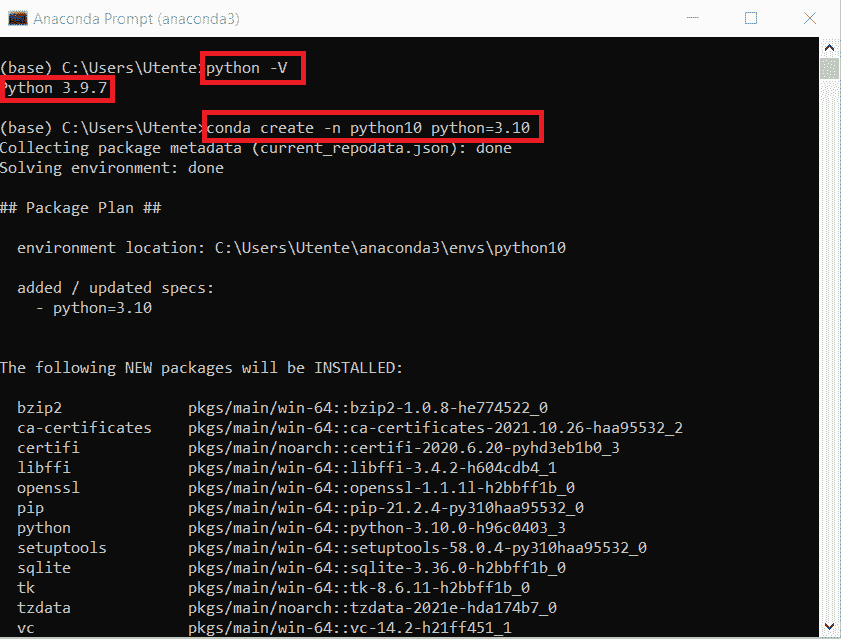 Anaconda Prompt (anaconda3)
(base) C:\Users\Utente>python -V
Python 3.9.7
(base) C:\Users\Utente>conda create -n python10 python=3.10
Collecting package metadata (current_repodata.json): done
Solving environment: done
## Package Plan ##
environment location: C:\Users\Utente\anaconda3\envs\python10
added / updated specs:
- python=3.10
The following NEW packages will be INSTALLED:
bzip2 pkgs/main/win-64::bzip2-1.0.8-he774522_0
ca-certificates pkgs/main/win-64::ca-certificates-2021.10.26-haa95532_2
certifi pkgs/main/noarch::certifi-2020.6.20-pyhd3eb1b0_3
libffi pkgs/main/win-64::libffi-3.4.2-h604cdb4_1
openssl pkgs/main/win-64::openssl-1.1.1l-h2bbff1b_0
pip pkgs/main/win-64::pip-21.2.4-py310haa95532_0
python pkgs/main/win-64::python-3.10.0-h96c0403_3
setuptools pkgs/main/win-64::setuptools-58.0.4-py310haa95532_0
sqlite pkgs/main/win-64::sqlite-3.36.0-h2bbff1b_0
tk pkgs/main/win-64::tk-8.6.11-h2bbff1b_0
tzdata pkgs/main/noarch::tzdata-2021e-hda174b7_0
vc pkgs/main/win-64::vc-14.2-h21ff451_1